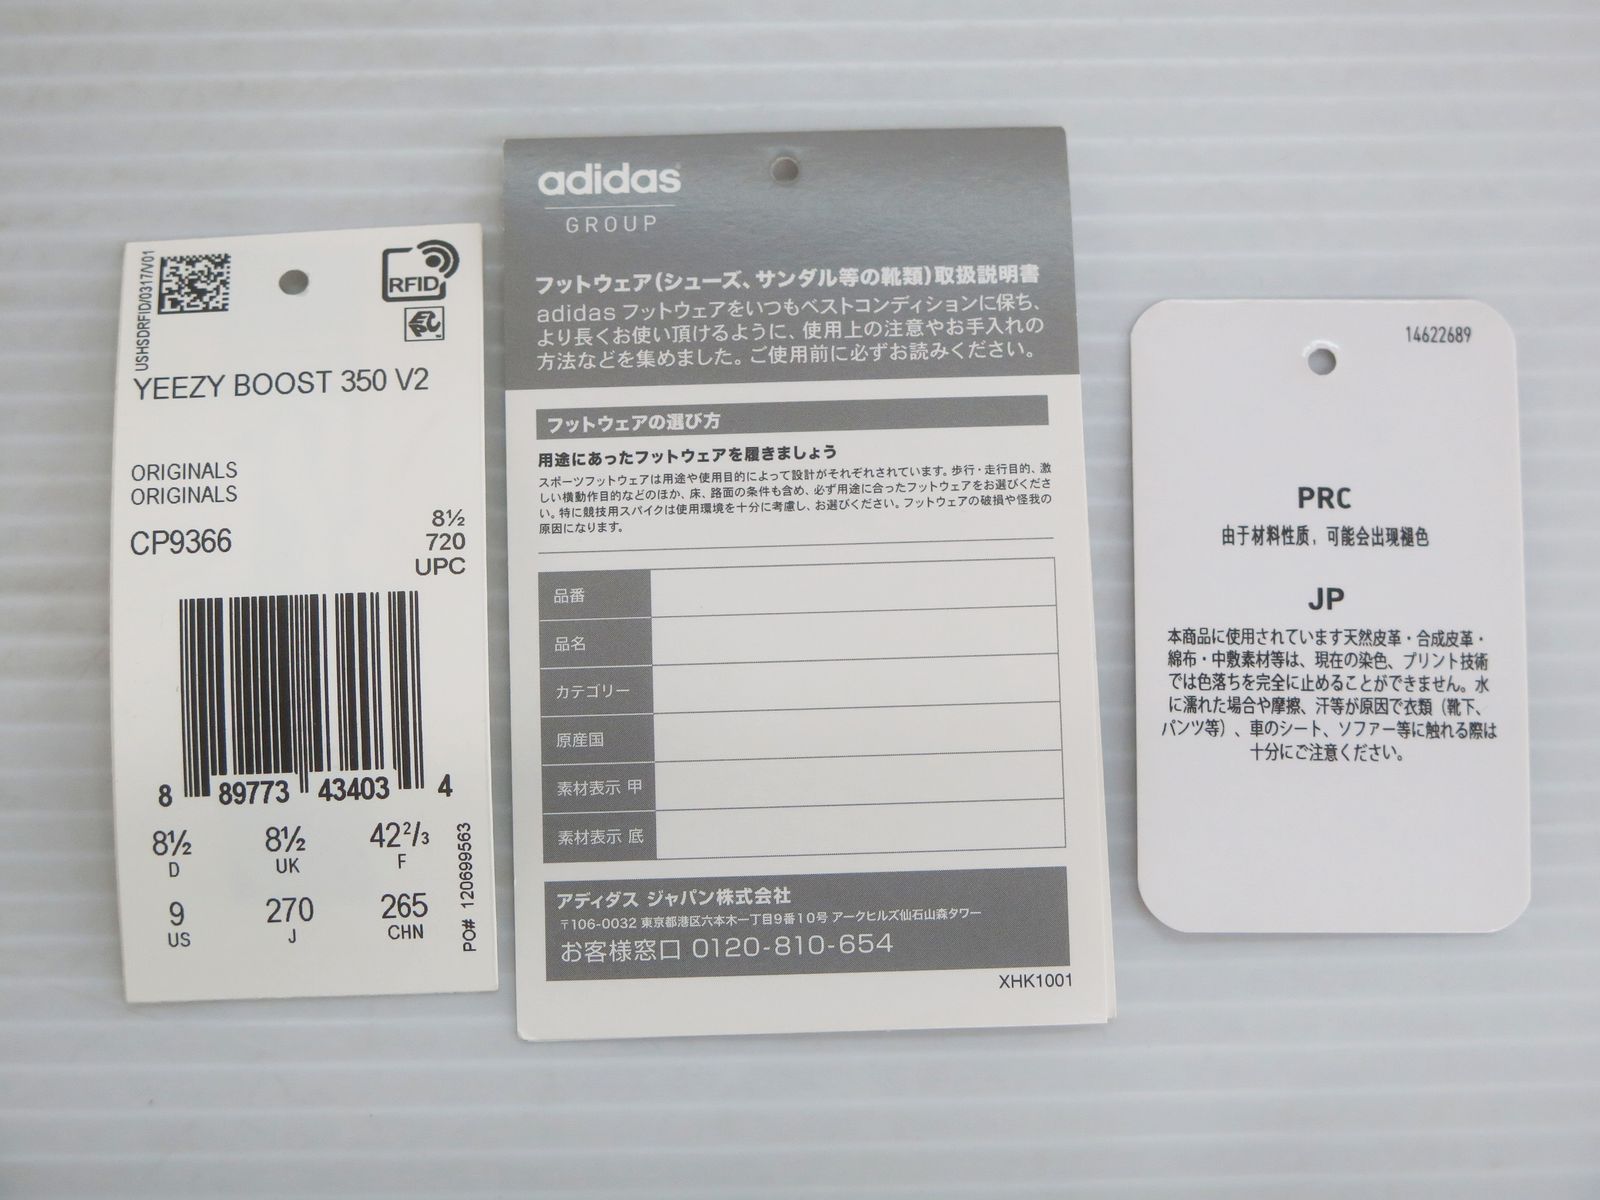 USHSDRFID/0317/V01
RFID
YEEZY BOOST 350 V2
ORIGINALS
ORIGINALS
CP9366
8½
720
UPC
8 89773 43403 4
8½ 8½ 42²/₃
D UK F
9 270 265
US J CHN
PO# 120699563
adidas
GROUP
フットウェア(シューズ、サンダル等の靴類)取扱説明書
adidas フットウェアをいつもベストコンディションに保ち、
より長くお使い頂けるように、使用上の注意やお手入れの
方法などを集めました。ご使用前に必ずお読みください。
フットウェアの選び方
用途にあったフットウェアを履きましょう
スポーツフットウェアは用途や使用目的によって設計がそれぞれされています。歩行・走行目的、激
しい横動作目的などのほか、床、路面の条件も含め、必ず用途に合ったフットウェアをお選びくださ
い。特に競技用スパイクは使用環境を十分に考慮し、お選びください。フットウェアの破損や怪我の
原因になります。
品番
品名
カテゴリー
原産国
素材表示 甲
素材表示 底
アディダス ジャパン株式会社
〒106-0032 東京都港区六本木一丁目9番10号 アークヒルズ仙石山森タワー
お客様窓口 0120-810-654
XHK1001
14622689
PRC
由于材料性质，可能会出现褪色
JP
本商品に使用されています天然皮革・合成皮革・
綿布・中敷素材等は、現在の染色、プリント技術
では色落ちを完全に止めることができません。水
に濡れた場合や摩擦、汗等が原因で衣類（靴下、
パンツ等）、車のシート、ソファー等に触れる際は
十分にご注意ください。